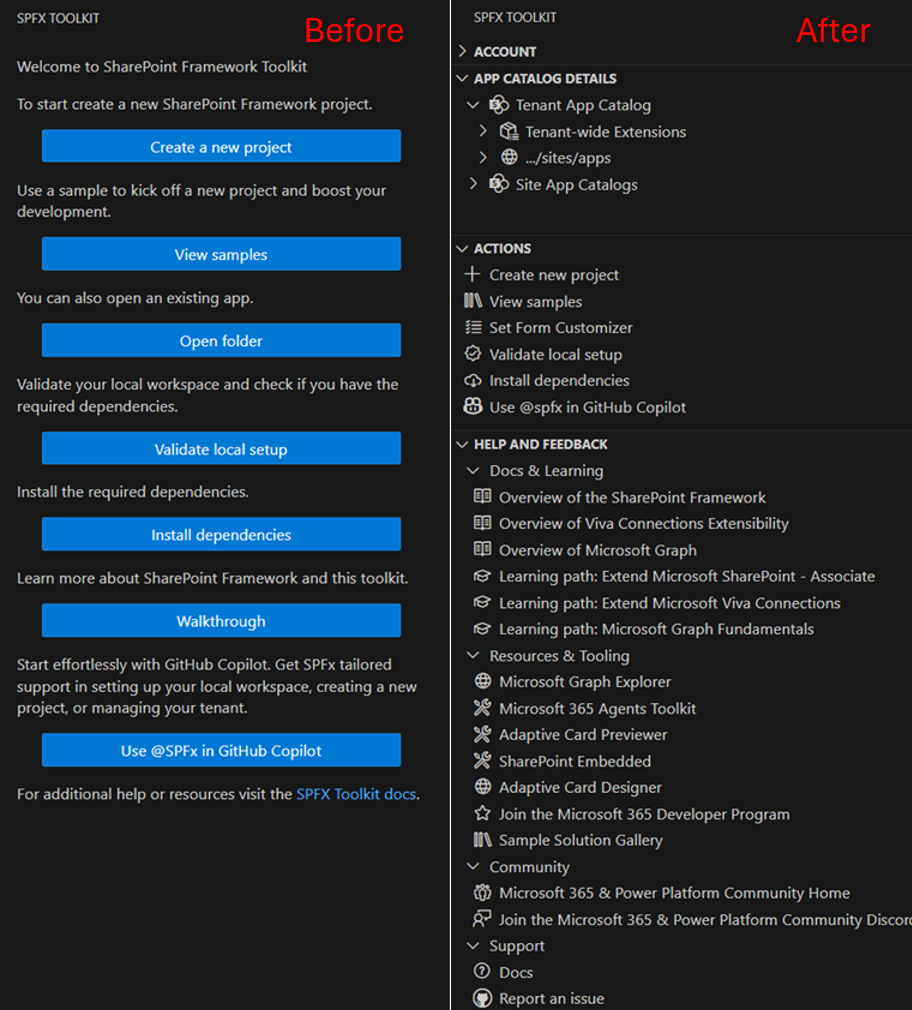 SPFX TOOLKIT
Before
Welcome to SharePoint Framework Toolkit
To start create a new SharePoint Framework project.
Create a new project
Use a sample to kick off a new project and boost your
development.
View samples
You can also open an existing app.
Open folder
Validate your local workspace and check if you have the
required dependencies.
Validate local setup
Install the required dependencies.
Install dependencies
Learn more about SharePoint Framework and this toolkit.
Walkthrough
Start effortlessly with GitHub Copilot. Get SPFx tailored
support in setting up your local workspace, creating a new
project, or managing your tenant.
Use @SPFx in GitHub Copilot
For additional help or resources visit the SPFX Toolkit docs.
SPFX TOOLKIT
After
ACCOUNT
APP CATALOG DETAILS
Tenant App Catalog
Tenant-wide Extensions
.../sites/apps
Site App Catalogs
ACTIONS
Create new project
View samples
Set Form Customizer
Validate local setup
Install dependencies
Use @spfx in GitHub Copilot
HELP AND FEEDBACK
Docs & Learning
Overview of the SharePoint Framework
Overview of Viva Connections Extensibility
Overview of Microsoft Graph
Learning path: Extend Microsoft SharePoint - Associate
Learning path: Extend Microsoft Viva Connections
Learning path: Microsoft Graph Fundamentals
Resources & Tooling
Microsoft Graph Explorer
Microsoft 365 Agents Toolkit
Adaptive Card Previewer
SharePoint Embedded
Adaptive Card Designer
Join the Microsoft 365 Developer Program
Sample Solution Gallery
Community
Microsoft 365 & Power Platform Community Home
Join the Microsoft 365 & Power Platform Community Discor
Support
Docs
Report an issue